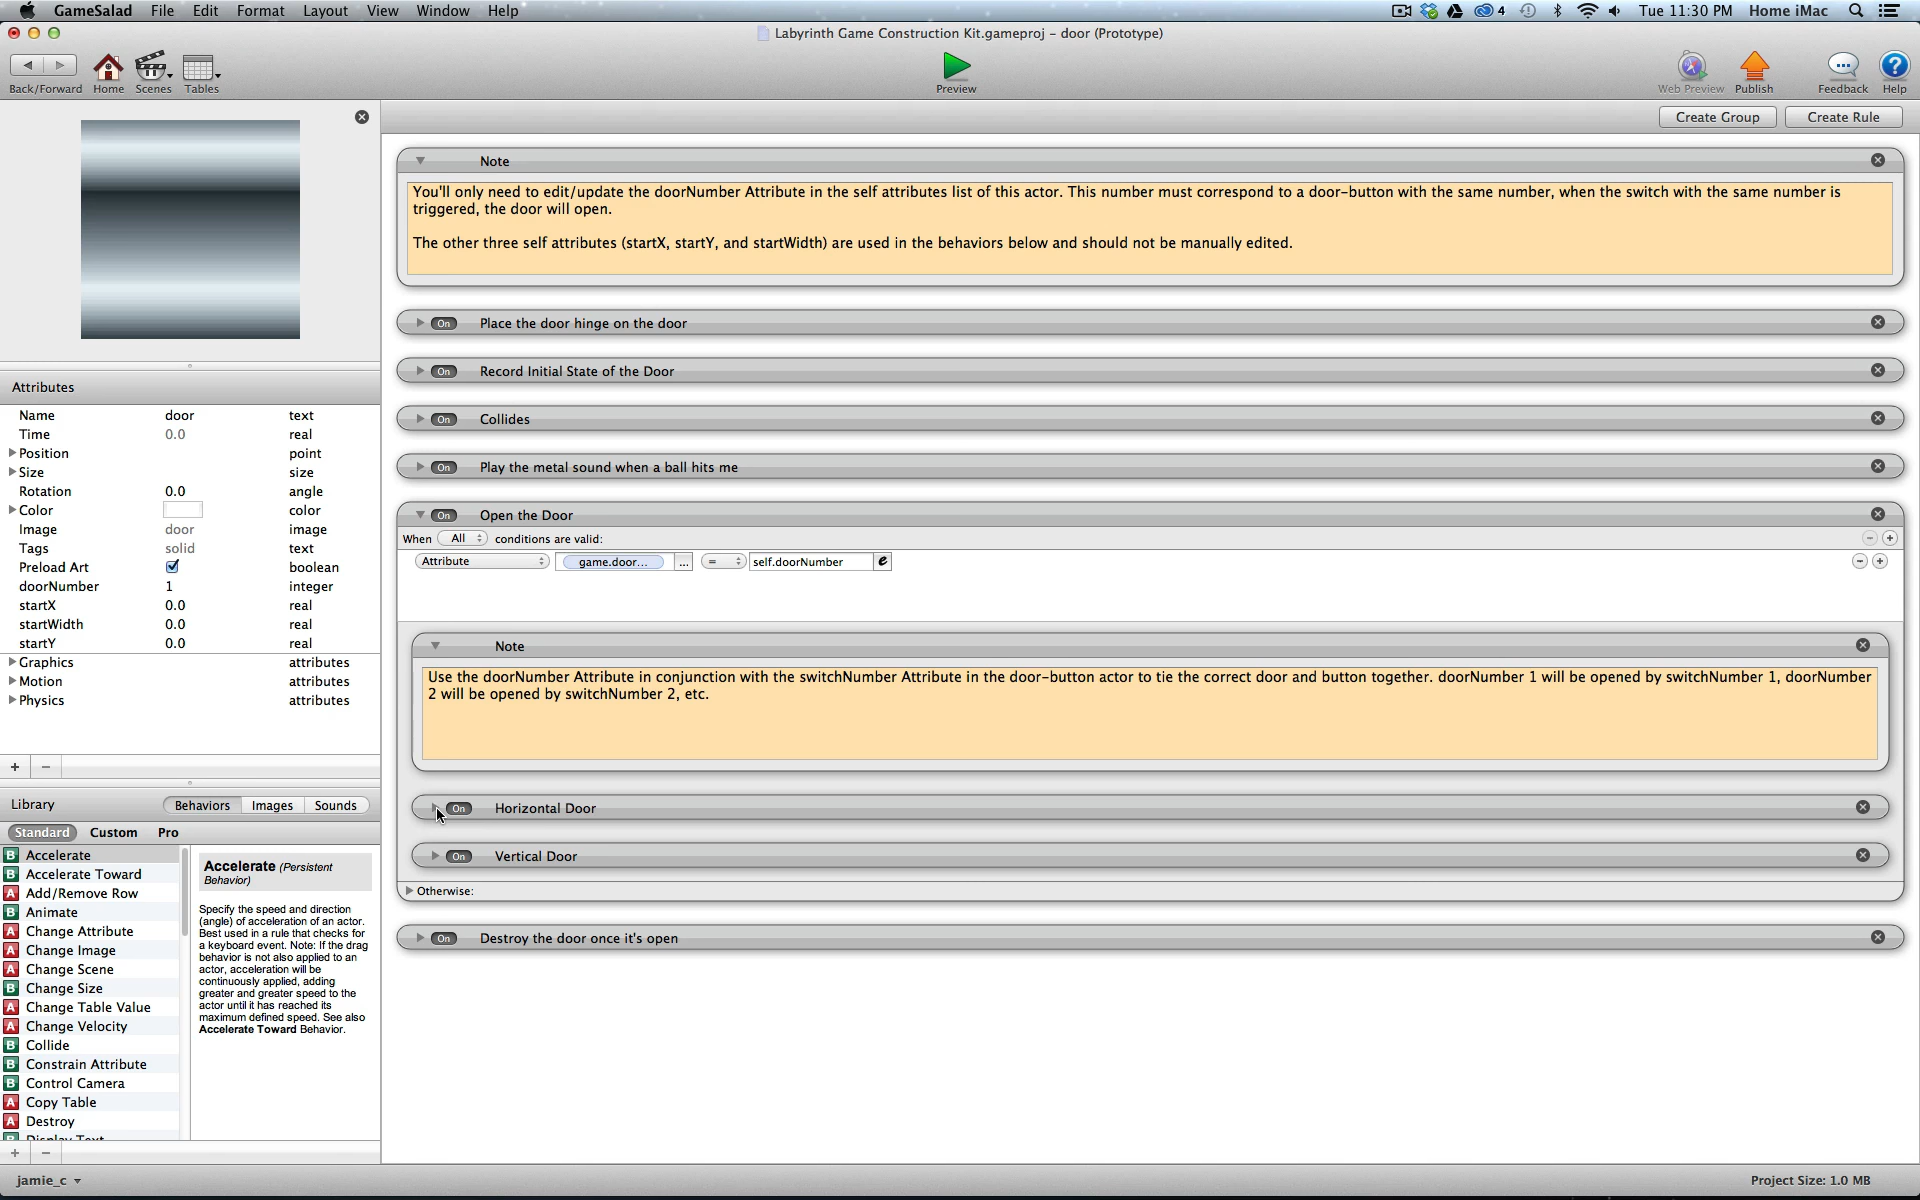 GameSalad File Edit Format Layout View Window Help 4 Tue 11:30 PM Home iMac
Labyrinth Game Construction Kit.gameproj – door (Prototype)
Back/Forward Home Scenes Tables Preview Web Preview Publish Feedback Help
Create Group Create Rule
Note
You'll only need to edit/update the doorNumber Attribute in the self attributes list of this actor. This number must correspond to a door-button with the same number, when the switch with the same number is
triggered, the door will open.
The other three self attributes (startX, startY, and startWidth) are used in the behaviors below and should not be manually edited.
On Place the door hinge on the door
On Record Initial State of the Door
On Collides
On Play the metal sound when a ball hits me
On Open the Door
When All conditions are valid:
Attribute game.door... ... = self.doorNumber e
Note
Use the doorNumber Attribute in conjunction with the switchNumber Attribute in the door-button actor to tie the correct door and button together. doorNumber 1 will be opened by switchNumber 1, doorNumber
2 will be opened by switchNumber 2, etc.
On Horizontal Door
On Vertical Door
Otherwise:
On Destroy the door once it's open
Attributes
Name door text
Time 0.0 real
Position point
Size size
Rotation 0.0 angle
Color color
Image door image
Tags solid text
Preload Art boolean
doorNumber 1 integer
startX 0.0 real
startWidth 0.0 real
startY 0.0 real
Graphics attributes
Motion attributes
Physics attributes
+ −
Library Behaviors Images Sounds
Standard Custom Pro
B Accelerate
B Accelerate Toward
A Add/Remove Row
B Animate
A Change Attribute
A Change Image
A Change Scene
B Change Size
A Change Table Value
A Change Velocity
B Collide
B Constrain Attribute
B Control Camera
A Copy Table
A Destroy
B Display Text
Accelerate (Persistent
Behavior)
Specify the speed and direction
(angle) of acceleration of an actor.
Best used in a rule that checks for
a keyboard event. Note: If the drag
behavior is not also applied to an
actor, acceleration will be
continuously applied, adding
greater and greater speed to the
actor until it has reached its
maximum defined speed. See also
Accelerate Toward Behavior.
+ −
jamie_c Project Size: 1.0 MB